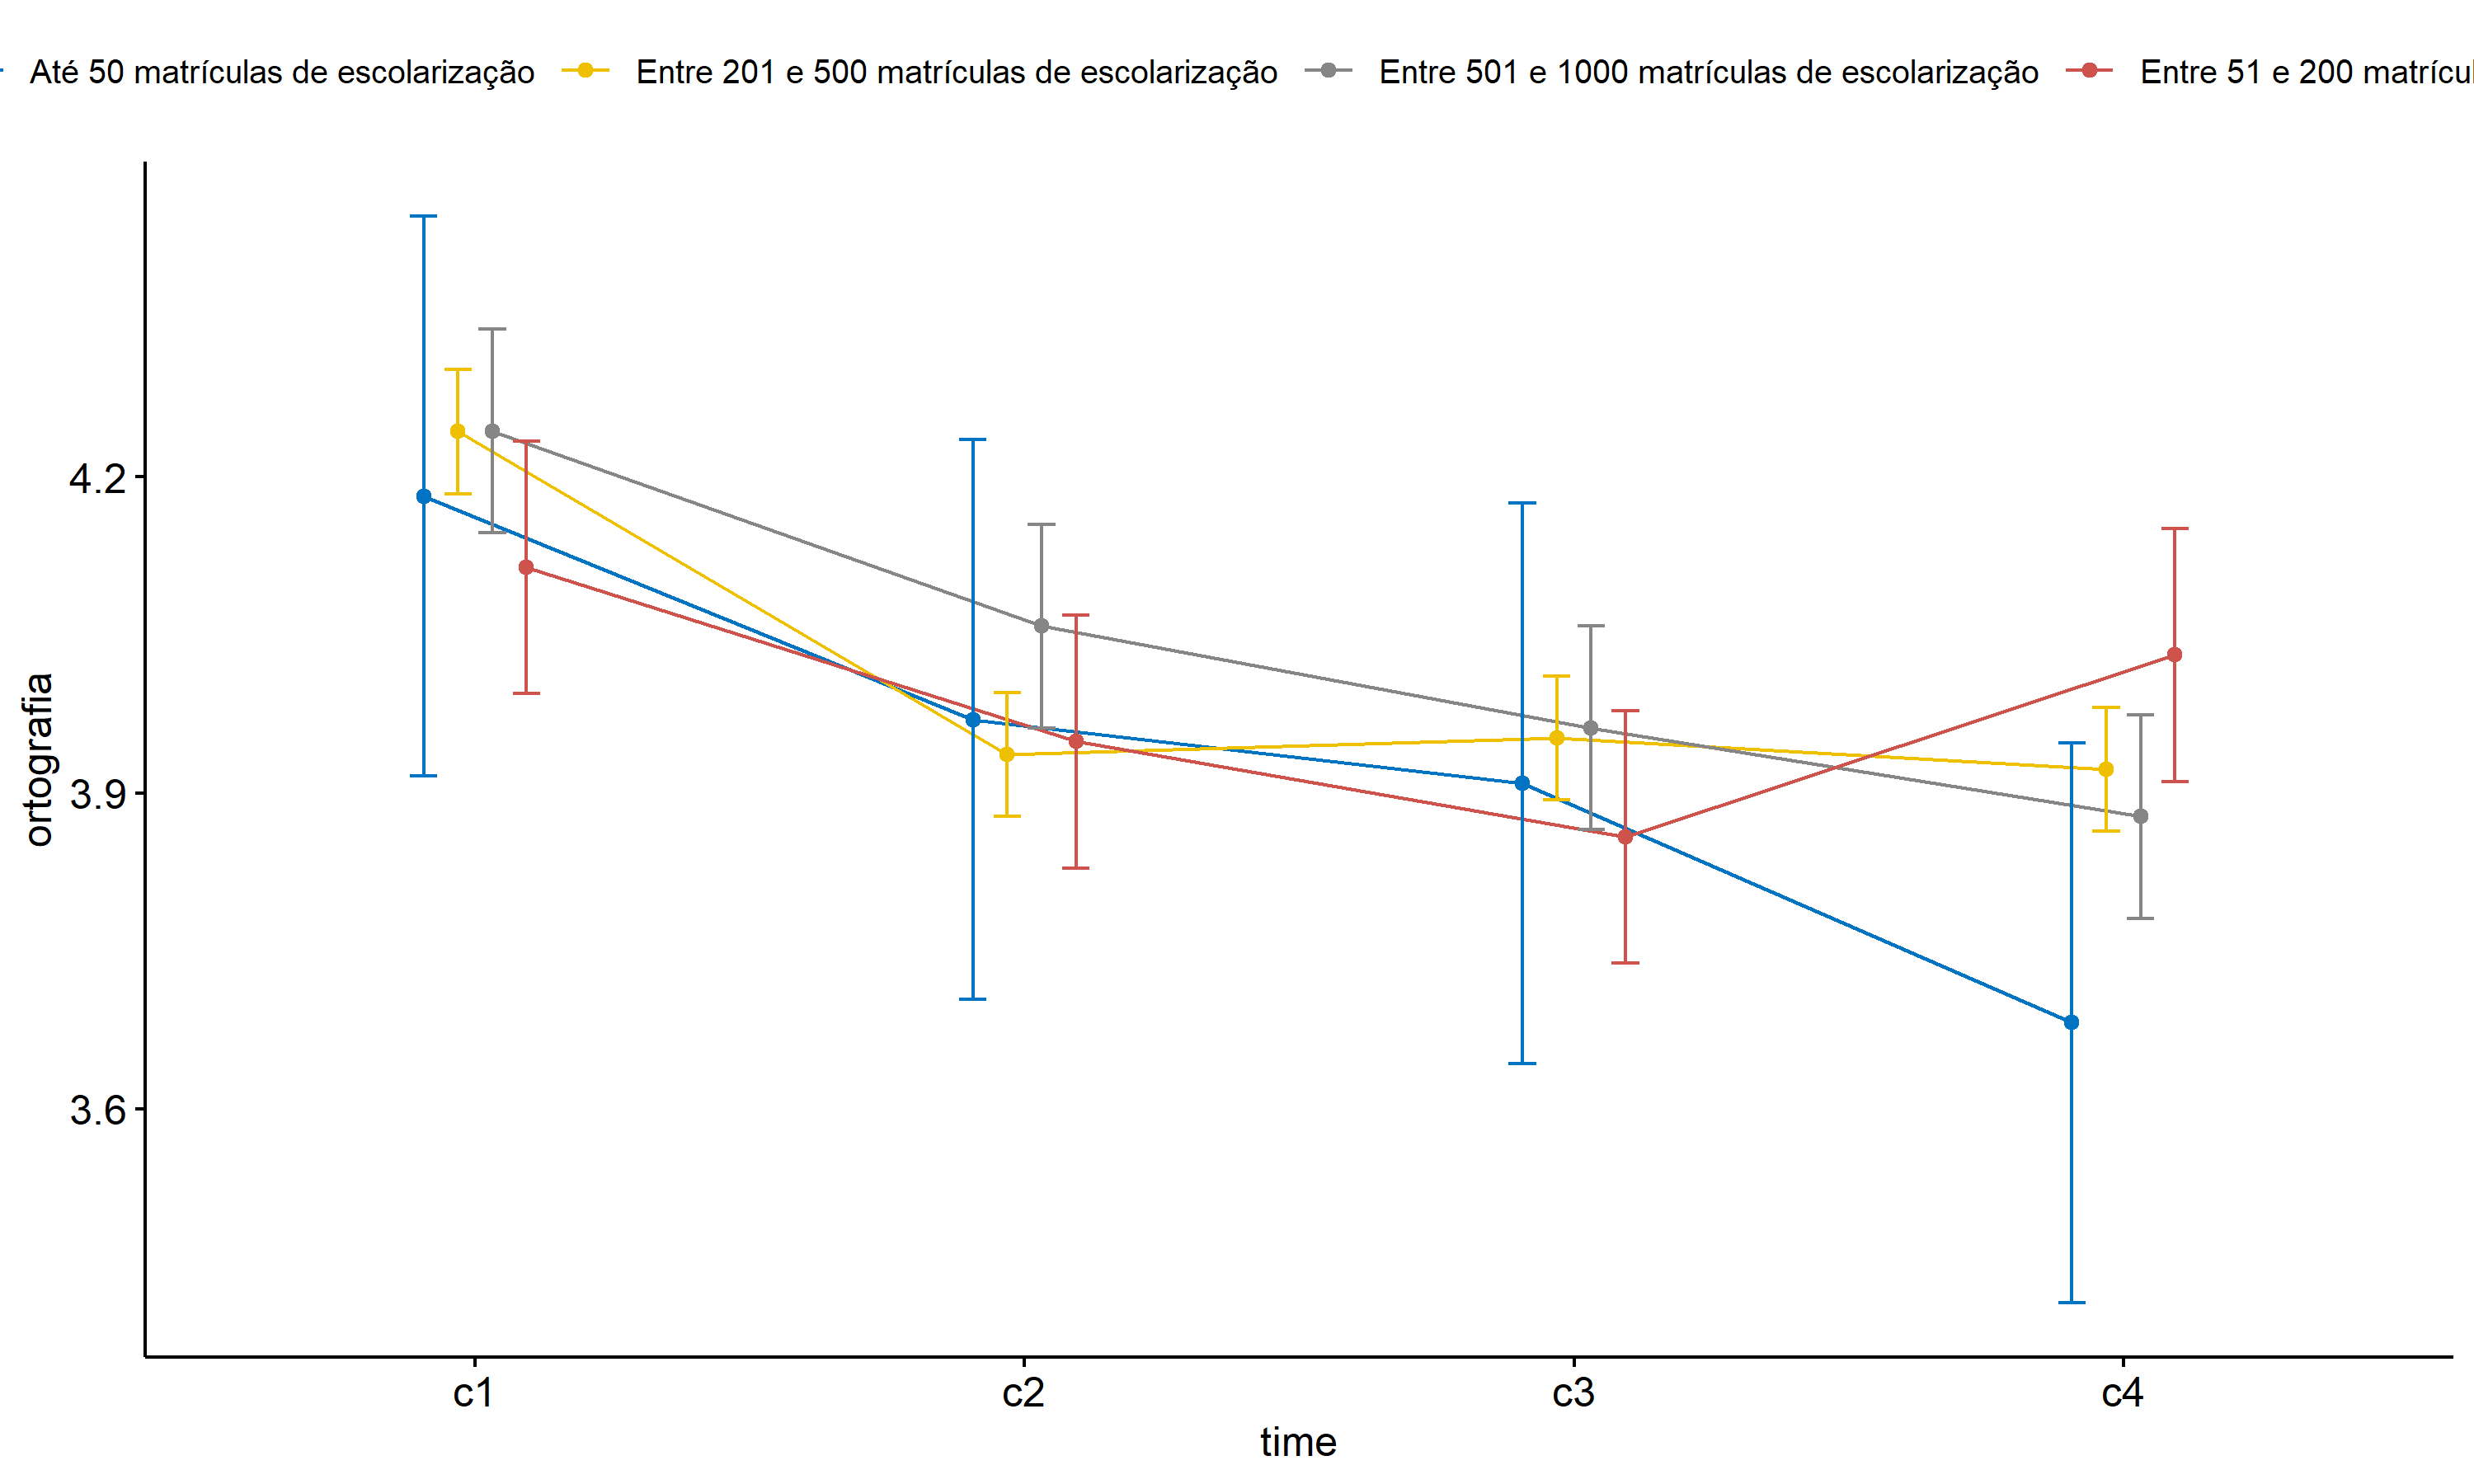 Até 50 matrículas de escolarização Entre 201 e 500 matrículas de escolarização Entre 501 e 1000 matrículas de escolarização Entre 51 e 200
4.2
3.9
3.6
ortografia
c1 c2 c3 c4
time